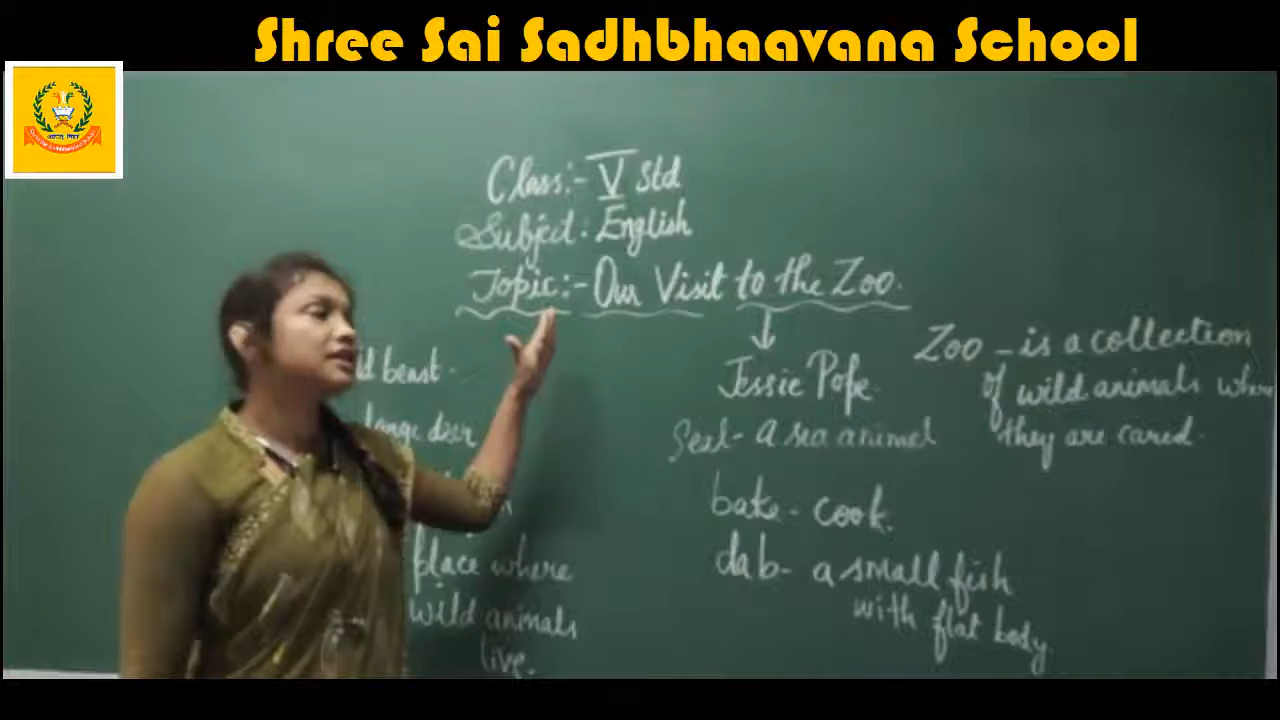 Shree Sai Sadhbhaavana School
Class:- V Std
Subject: English
Topic:- Our Visit to the Zoo.
Jessie Pope
Zoo - is a collection
of wild animals where
they are cared.
Seal- A sea animal
bake - cook.
dab - a small fish
with flat body.
beast.
large deer
place where
wild animals
live.